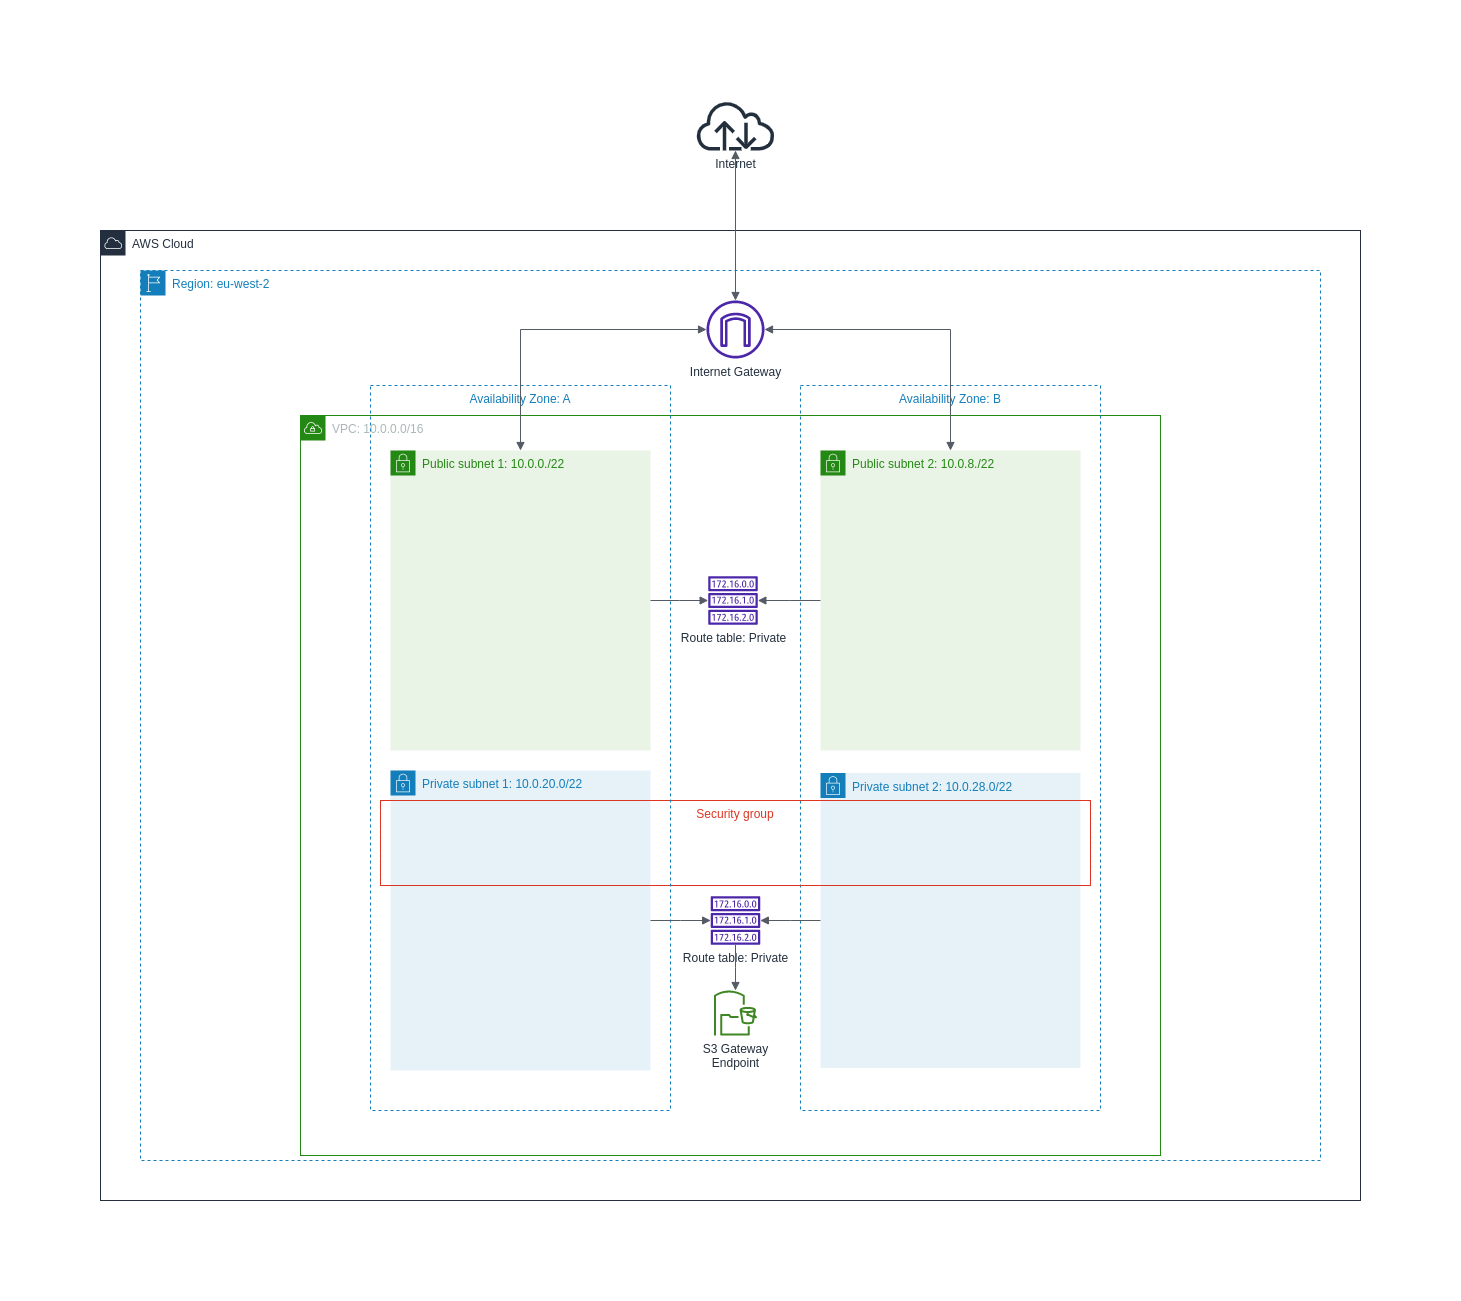 Internet
AWS Cloud
Region: eu-west-2
Internet Gateway
Availability Zone: A
Availability Zone: B
VPC: 10.0.0.0/16
Public subnet 1: 10.0.0./22
Public subnet 2: 10.0.8./22
172.16.0.0
172.16.1.0
172.16.2.0
Route table: Private
Private subnet 1: 10.0.20.0/22
Private subnet 2: 10.0.28.0/22
Security group
172.16.0.0
172.16.1.0
172.16.2.0
Route table: Private
S3 Gateway
Endpoint